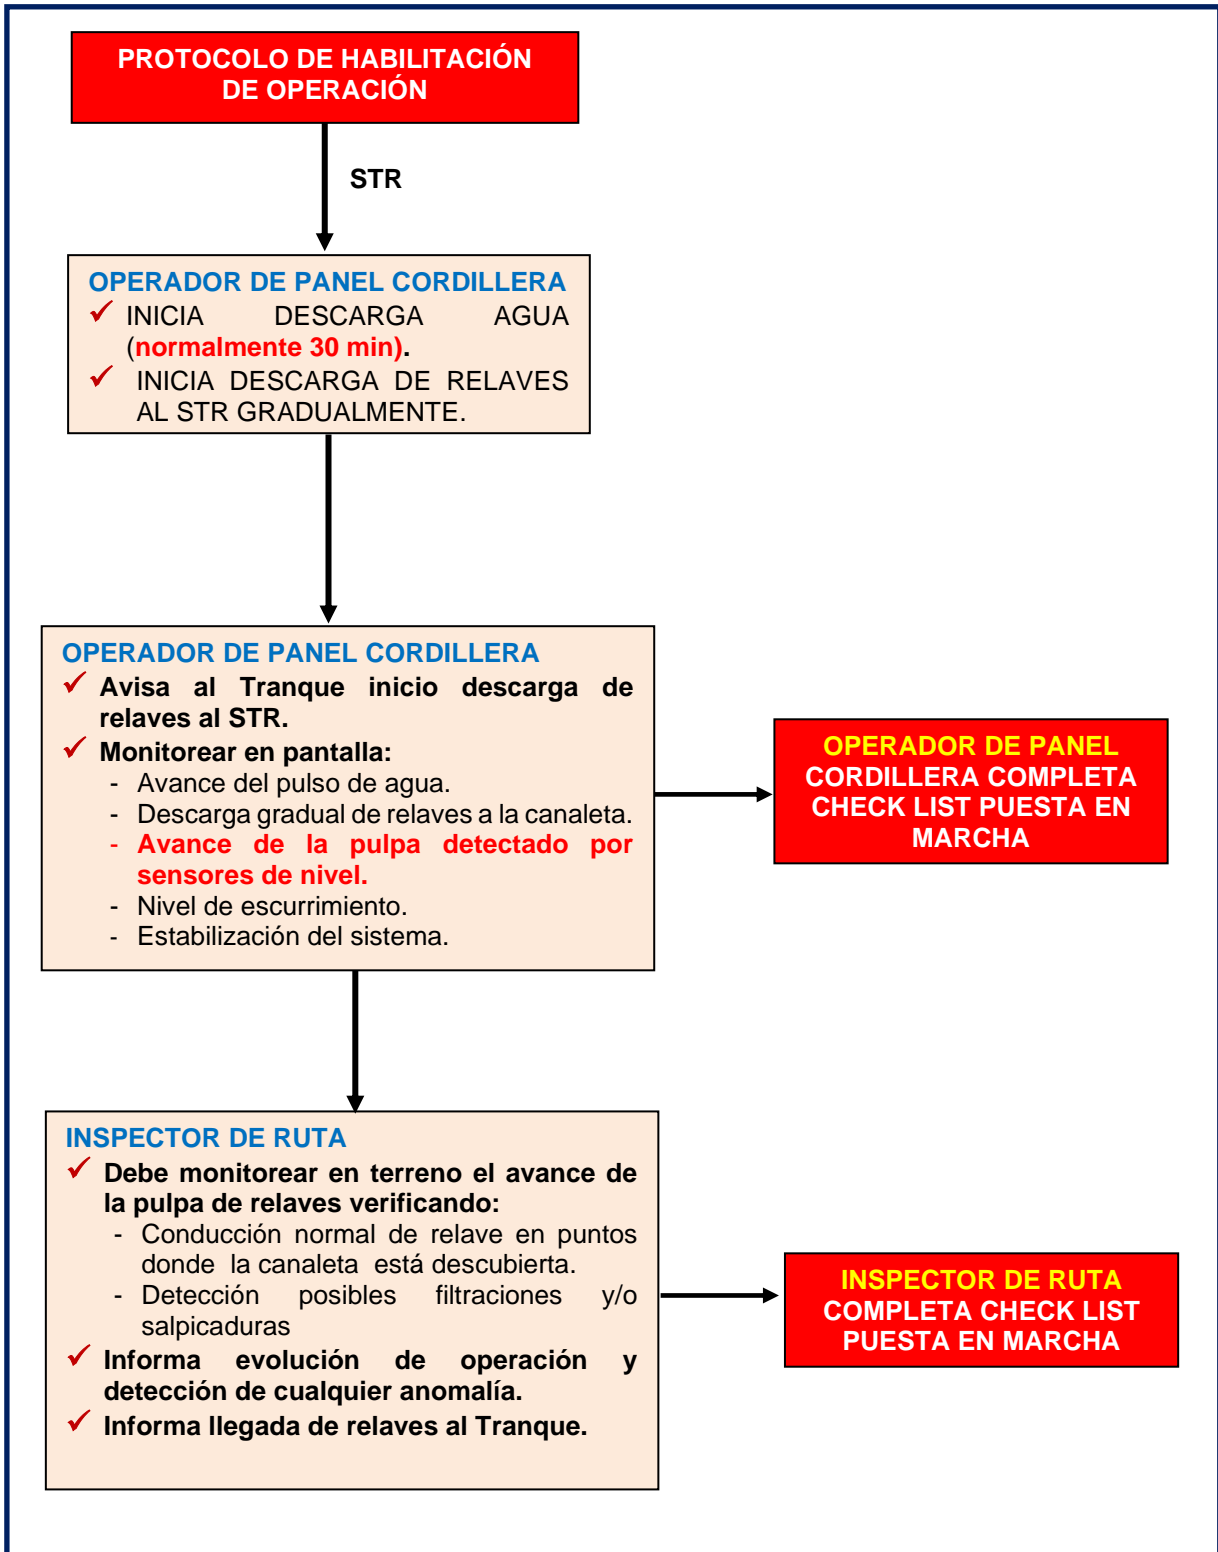 PROTOCOLO DE HABILITACIÓN
DE OPERACIÓN
STR
OPERADOR DE PANEL CORDILLERA
✓ INICIA DESCARGA AGUA
(normalmente 30 min).
✓ INICIA DESCARGA DE RELAVES
AL STR GRADUALMENTE.
OPERADOR DE PANEL CORDILLERA
✓ Avisa al Tranque inicio descarga de
relaves al STR.
✓ Monitorear en pantalla:
- Avance del pulso de agua.
- Descarga gradual de relaves a la canaleta.
- Avance de la pulpa detectado por
sensores de nivel.
- Nivel de escurrimiento.
- Estabilización del sistema.
OPERADOR DE PANEL
CORDILLERA COMPLETA
CHECK LIST PUESTA EN
MARCHA
INSPECTOR DE RUTA
✓ Debe monitorear en terreno el avance de
la pulpa de relaves verificando:
- Conducción normal de relave en puntos
donde la canaleta está descubierta.
- Detección posibles filtraciones y/o
salpicaduras
✓ Informa evolución de operación y
detección de cualquier anomalía.
✓ Informa llegada de relaves al Tranque.
INSPECTOR DE RUTA
COMPLETA CHECK LIST
PUESTA EN MARCHA